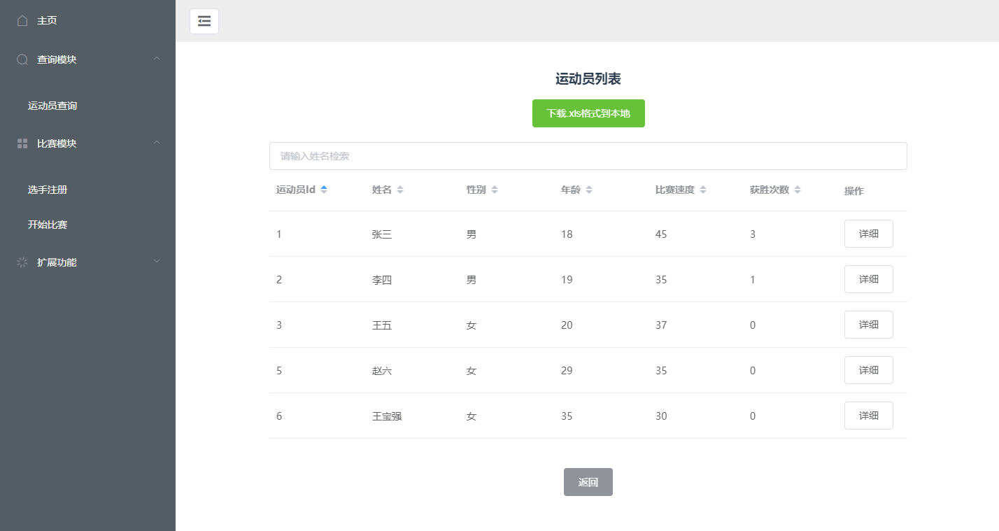 主页
查询模块
运动员查询
比赛模块
选手注册
开始比赛
扩展功能
运动员列表
下载.xls格式到本地
请输入姓名检索
运动员Id 姓名 性别 年龄 比赛速度 获胜次数 操作
1 张三 男 18 45 3 详细
2 李四 男 19 35 1 详细
3 王五 女 20 37 0 详细
5 赵六 女 29 35 0 详细
6 王宝强 女 35 30 0 详细
返回